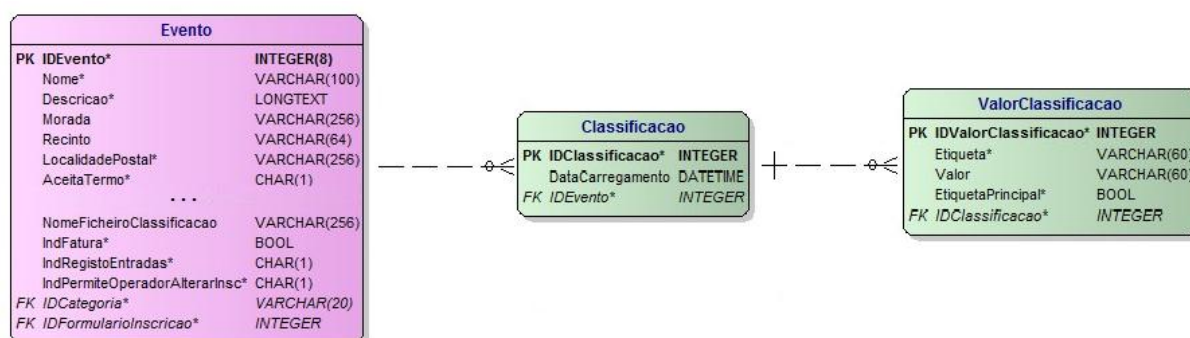 Evento
PK IDEvento* INTEGER(8)
Nome* VARCHAR(100)
Descricao* LONGTEXT
Morada VARCHAR(256)
Recinto VARCHAR(64)
LocalidadePostal* VARCHAR(256)
AceitaTermo* CHAR(1)
...
NomeFicheiroClassificacao VARCHAR(256)
IndFatura* BOOL
IndRegistoEntradas* CHAR(1)
IndPermiteOperadorAlterarInsc* CHAR(1)
FK IDCategoria* VARCHAR(20)
FK IDFormularioInscricao* INTEGER
Classificacao
PK IDClassificacao* INTEGER
DataCarregamento DATETIME
FK IDEvento* INTEGER
ValorClassificacao
PK IDValorClassificacao* INTEGER
Etiqueta* VARCHAR(60)
Valor VARCHAR(60)
EtiquetaPrincipal* BOOL
FK IDClassificacao* INTEGER